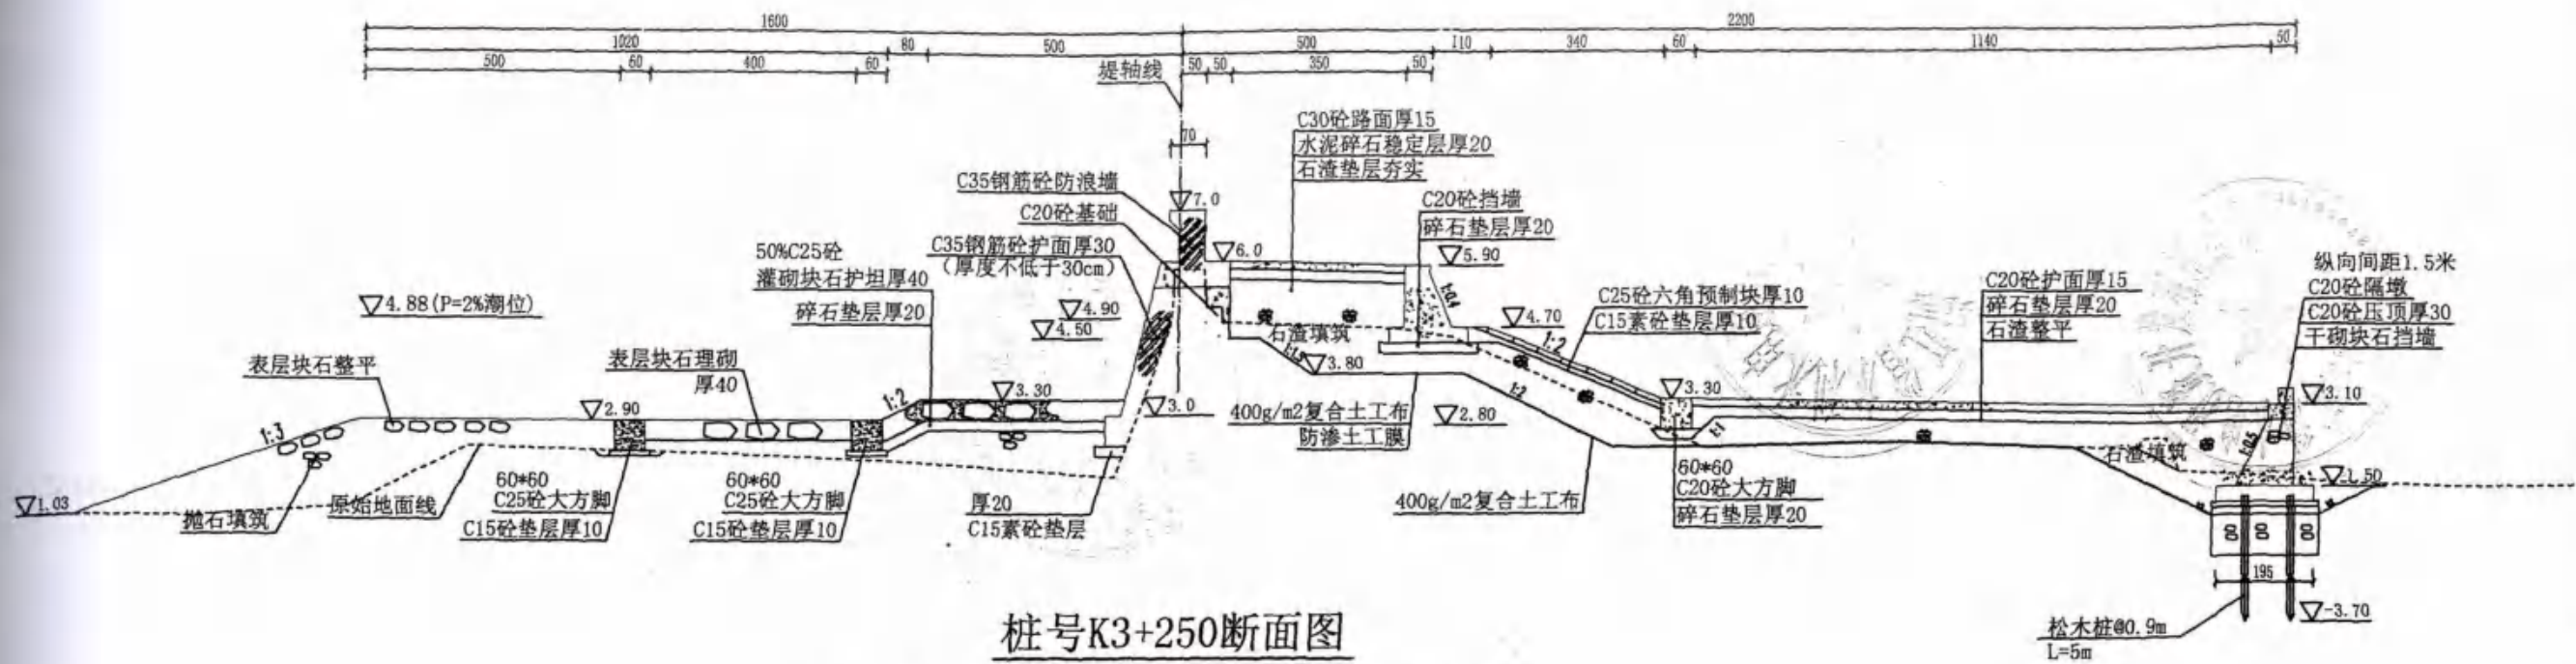 1600
2200
1020
80
500
500
110
340
60
1140
50
500
60
400
60
50
50
350
50
堤轴线
70
C30砼路面厚15
水泥碎石稳定层厚20
石渣垫层夯实
C35钢筋砼防浪墙
C20砼基础
C35钢筋砼护面厚30
(厚度不低于30cm)
50%C25砼
灌砌块石护坦厚40
碎石垫层厚20
7.0
6.0
C20砼挡墙
碎石垫层厚20
5.90
1:0.4
4.88(P=2%潮位)
4.90
4.50
4.70
C25砼六角预制块厚10
C15素砼垫层厚10
C20砼护面厚15
碎石垫层厚20
石渣整平
纵向间距1.5米
C20砼隔墩
C20砼压顶厚30
干砌块石挡墙
表层块石整平
表层块石理砌
厚40
石渣填筑
1:2
3.80
1:3
2.90
1:2
3.30
3.0
400g/m2复合土工布
防渗土工膜
2.80
1:2
3.30
1:1
3.10
石渣填筑
1:0.5
1.50
1.03
抛石填筑
原始地面线
60*60
C25砼大方脚
C15砼垫层厚10
60*60
C25砼大方脚
C15砼垫层厚10
厚20
C15素砼垫层
400g/m2复合土工布
60*60
C20砼大方脚
碎石垫层厚20
195
-3.70
松木桩@0.9m
L=5m
桩号K3+250断面图